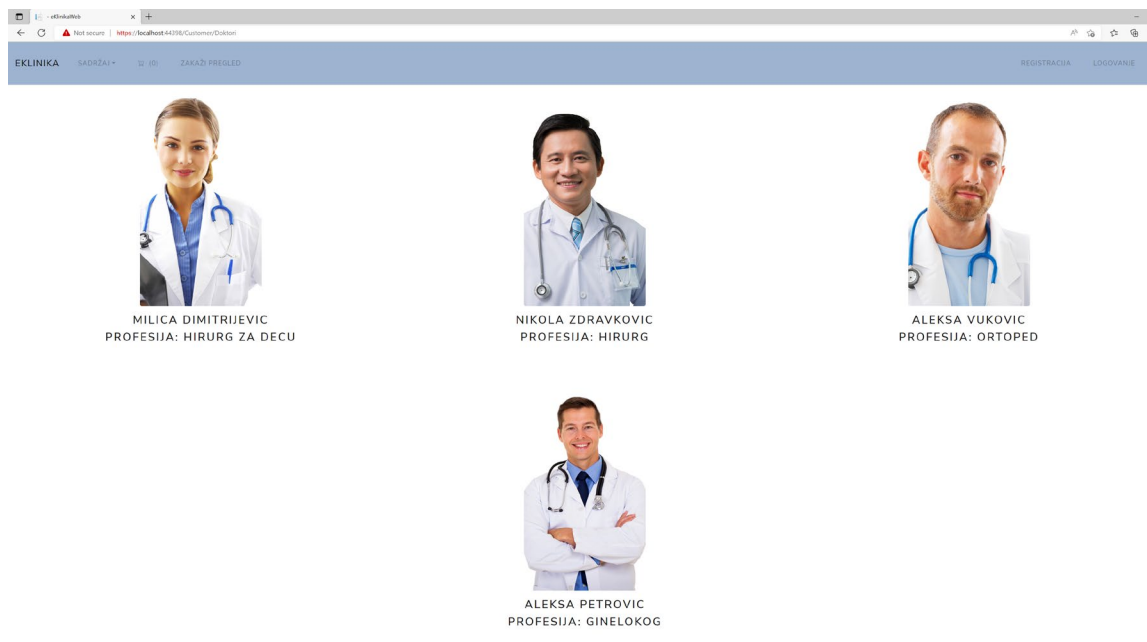 - eKlinikaWeb
Not secure | https://localhost:44398/Customer/Doktori
EKLINIKA SADRŽAJ (0) ZAKAŽI PREGLED REGISTRACIJA LOGOVANJE
MILICA DIMITRIJEVIC
PROFESIJA: HIRURG ZA DECU
NIKOLA ZDRAVKOVIC
PROFESIJA: HIRURG
ALEKSA VUKOVIC
PROFESIJA: ORTOPED
ALEKSA PETROVIC
PROFESIJA: GINELOKOG